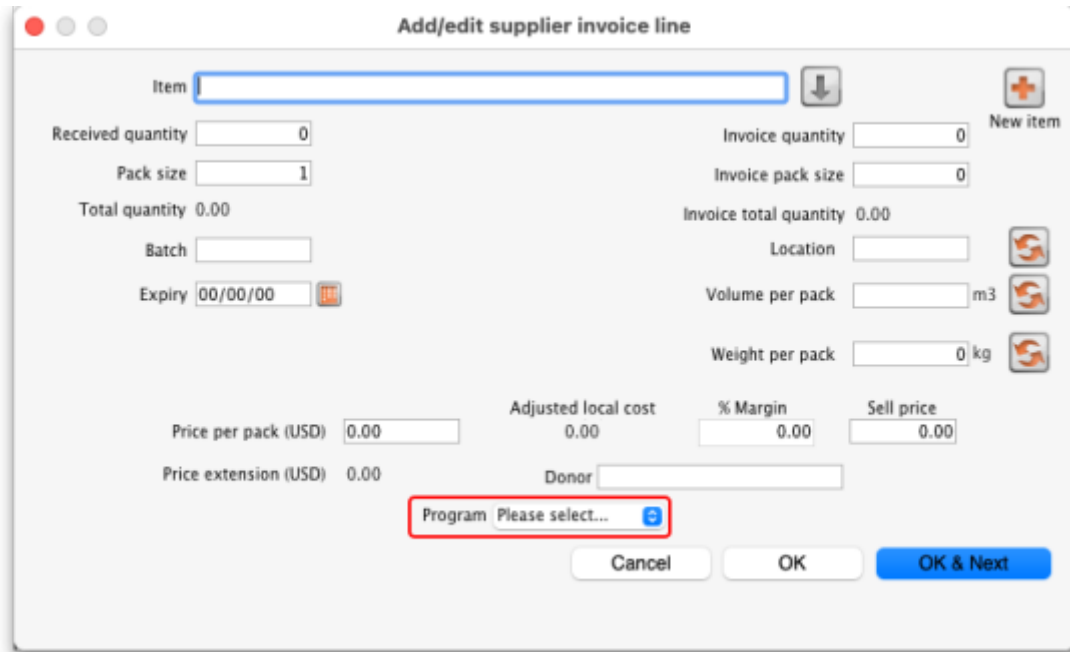 Add/edit supplier invoice line
Item
New item
Received quantity 0 Invoice quantity 0
Pack size 1 Invoice pack size 0
Total quantity 0.00 Invoice total quantity 0.00
Batch Location
Expiry 00/00/00 Volume per pack m3
Weight per pack 0 kg
Adjusted local cost % Margin Sell price
Price per pack (USD) 0.00 0.00 0.00 0.00
Price extension (USD) 0.00 Donor
Program Please select...
Cancel OK OK & Next